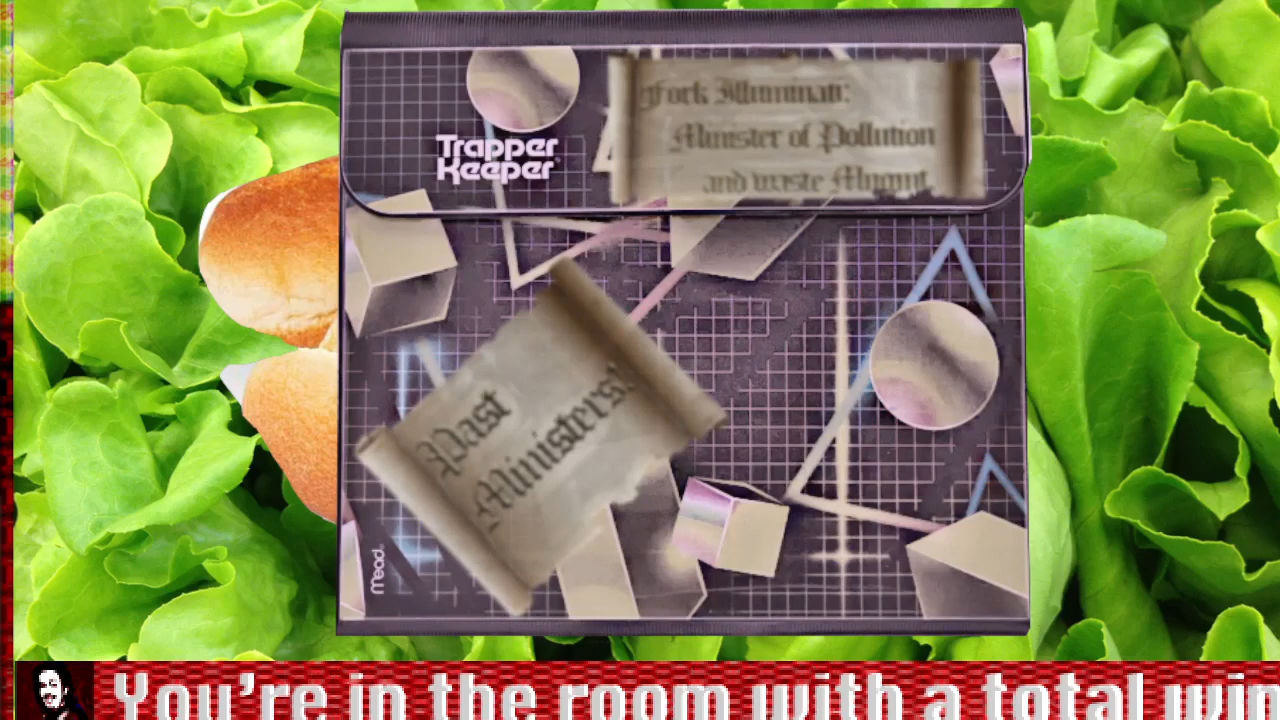 Fork Illuminati:
Minister of Pollution
and waste Mngmt
Trapper
Keeper
Past
Ministers:
Mead
You're in the room with a total win